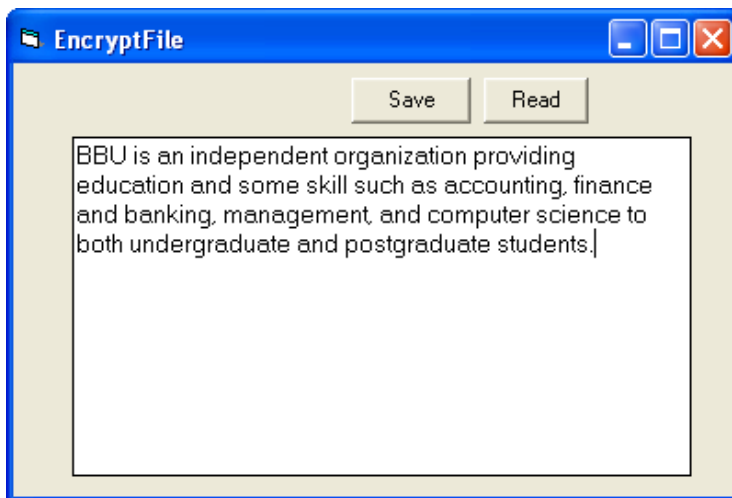 EncryptFile
Save Read
BBU is an independent organization providing
education and some skill such as accounting, finance
and banking, management, and computer science to
both undergraduate and postgraduate students.